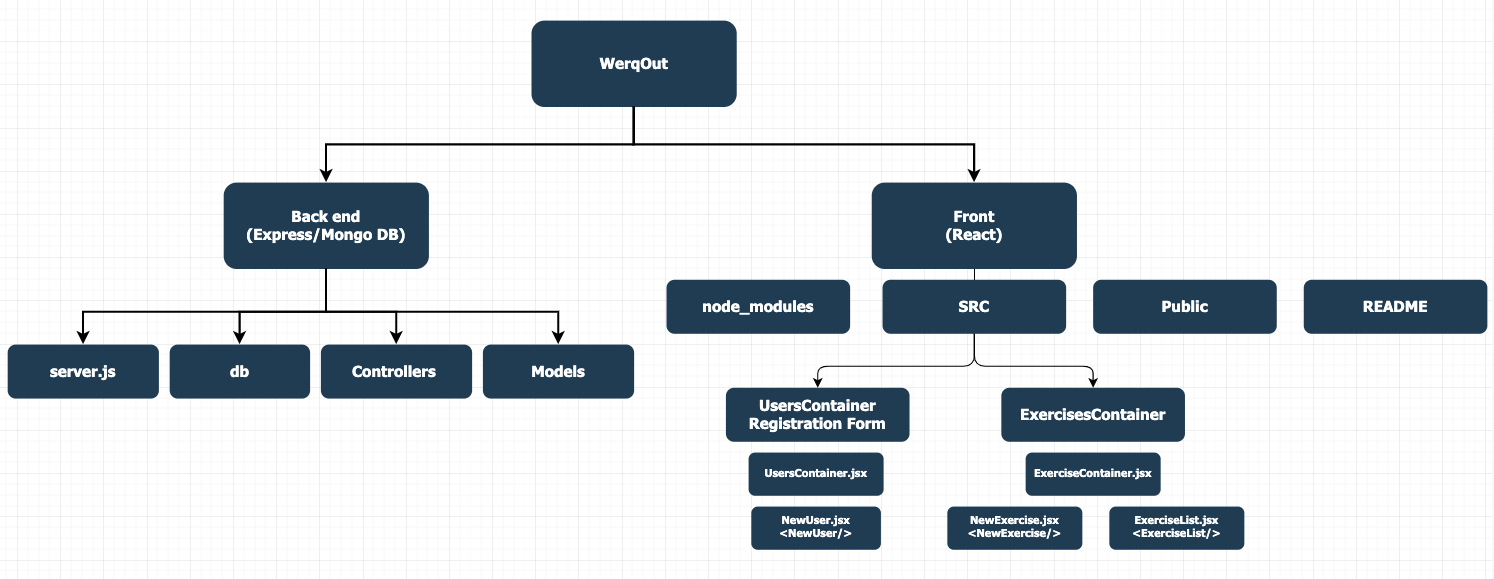 WerqOut
Back end
(Express/Mongo DB)
Front
(React)
node_modules
SRC
Public
README
server.js
db
Controllers
Models
UsersContainer
Registration Form
ExercisesContainer
UsersContainer.jsx
ExerciseContainer.jsx
NewUser.jsx
<NewUser/>
NewExercise.jsx
<NewExercise/>
ExerciseList.jsx
<ExerciseList/>